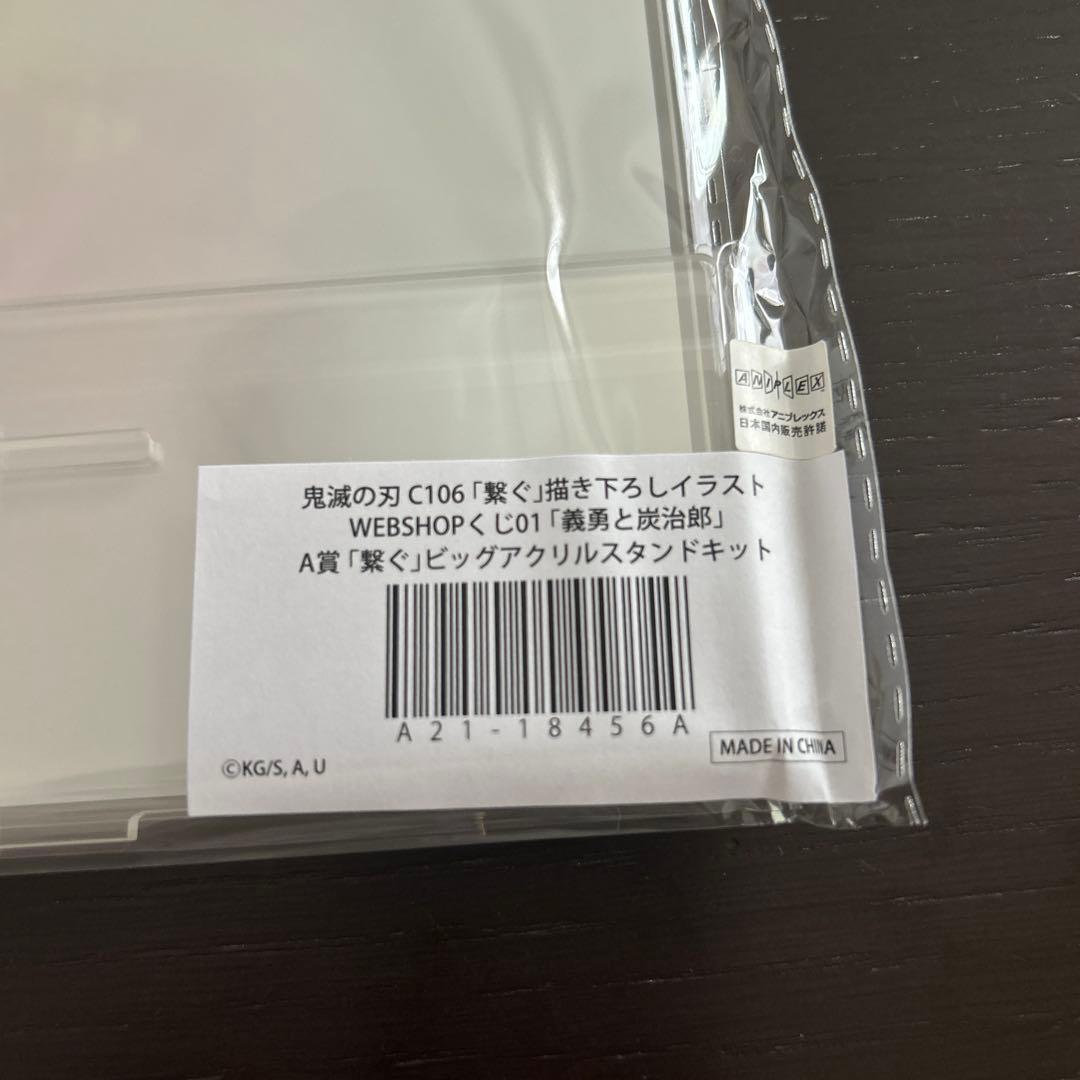 ANIPLEX
株式会社アニプレックス
日本国内販売許諾
鬼滅の刃 C106「繋ぐ」描き下ろしイラスト
WEBSHOPくじ01「義勇と炭治郎」
A賞「繋ぐ」ビッグアクリルスタンドキット
A21-18456A
MADE IN CHINA
©KG/S, A, U